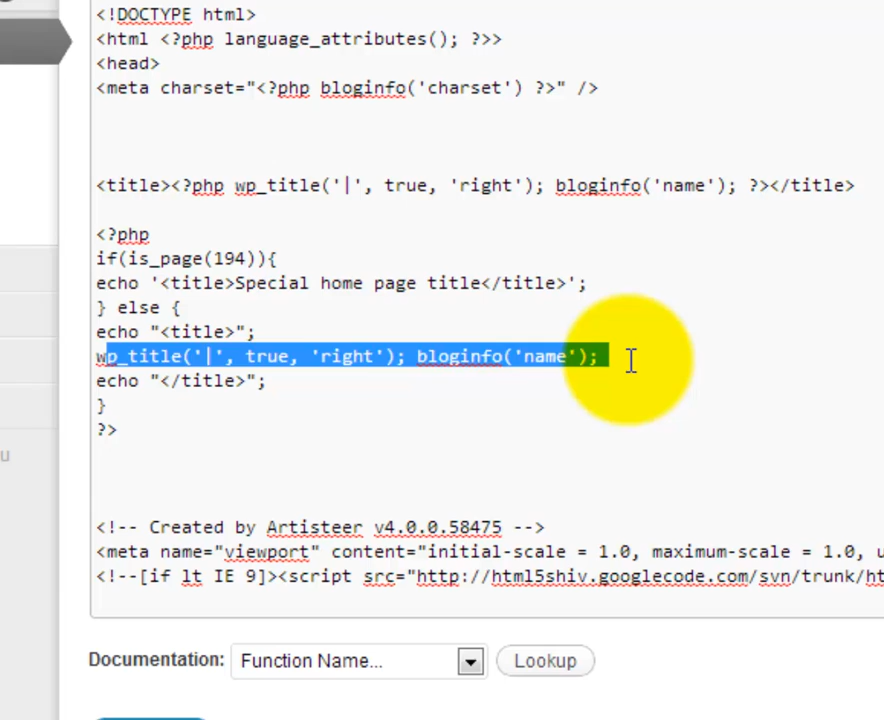 <!DOCTYPE html>
<html <?php language_attributes(); ?>>
<head>
<meta charset="<?php bloginfo('charset') ?>" />
<title><?php wp_title('|', true, 'right'); bloginfo('name'); ?></title>
<?php
if(is_page(194)){
echo '<title>Special home page title</title>';
} else {
echo "<title>";
wp_title('|', true, 'right'); bloginfo('name');
echo "</title>";
}
?>
<!-- Created by Artisteer v4.0.0.58475 -->
<meta name="viewport" content="initial-scale = 1.0, maximum-scale = 1.0, u
<!--[if lt IE 9]><script src="http://html5shiv.googlecode.com/svn/trunk/ht
u
Documentation: Function Name... Lookup